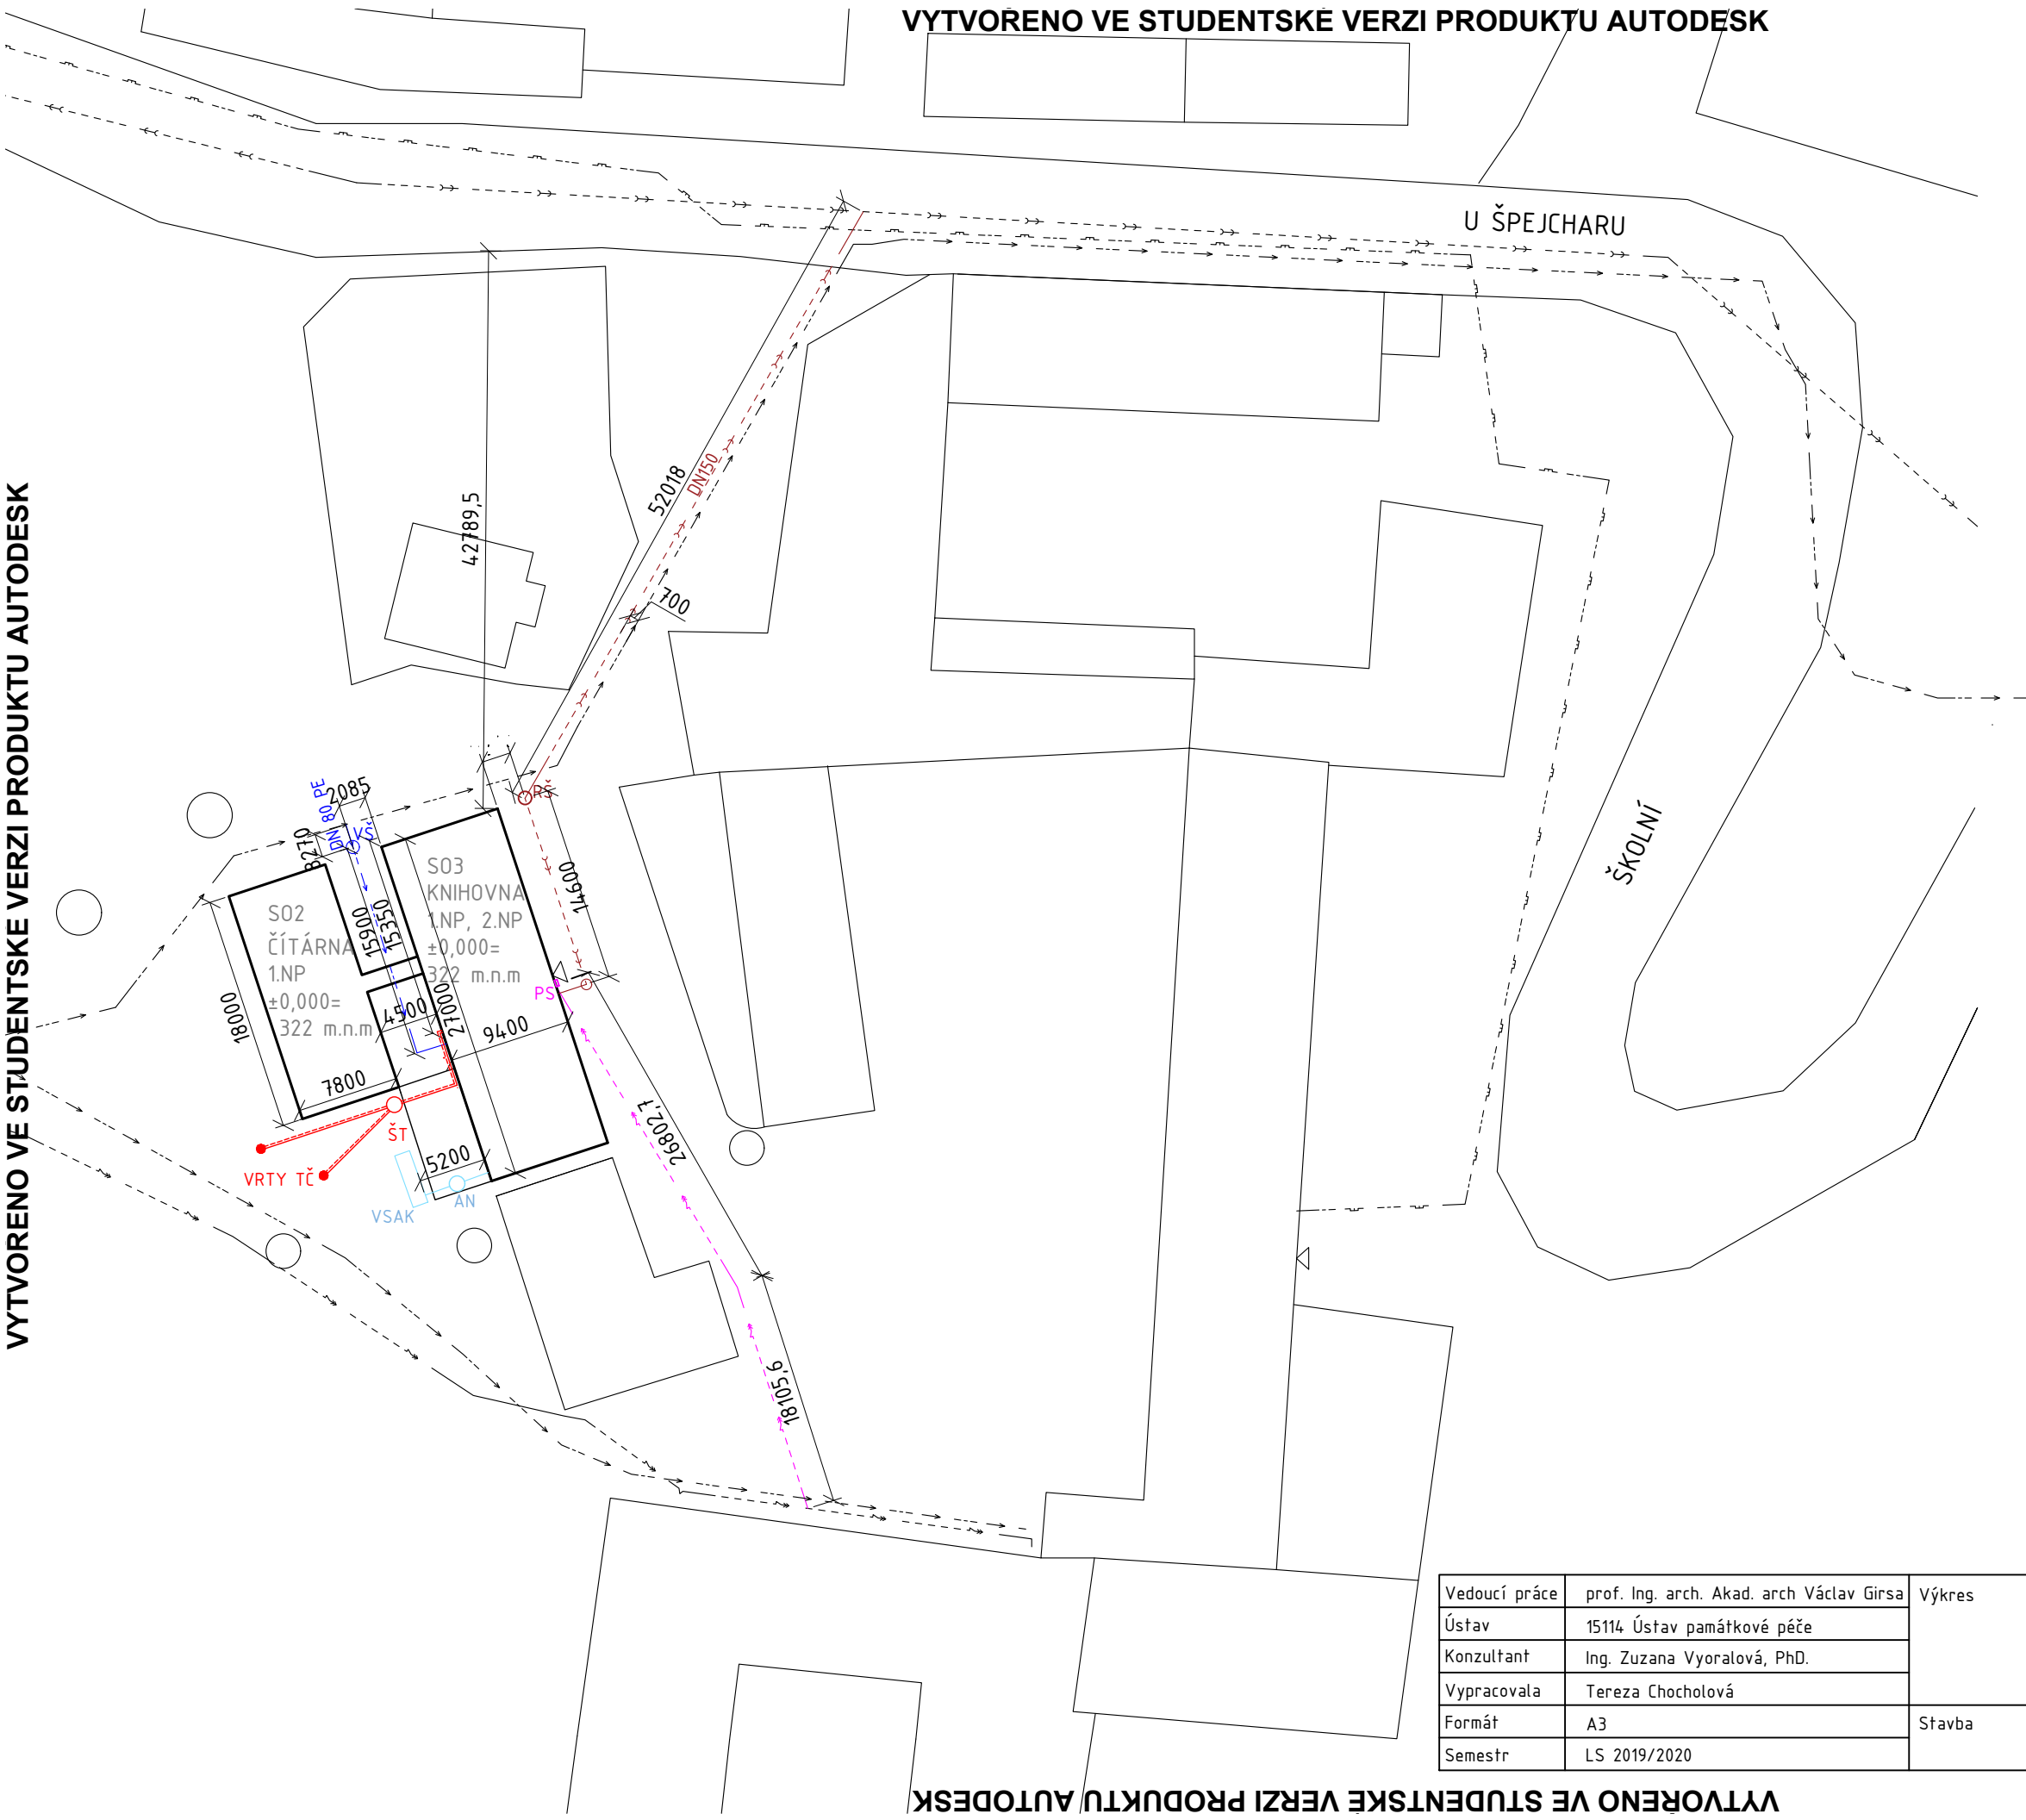 VYTVOŘENO VE STUDENTSKÉ VERZI PRODUKTU AUTODESK
VYTVOŘENO VE STUDENTSKÉ VERZI PRODUKTU AUTODESK
U ŠPEJCHARU
42789,5
52018
DN150
700
RŠ
DN 80 PE
2085
VŠ
8270
SO3
KNIHOVNA
1.NP, 2.NP
±0,000=
322 m.n.m
SO2
ČÍTÁRNA
1.NP
±0,000=
322 m.n.m
15900
15350
14600
18000
4500
27000
9400
PS
7800
ŠT
VRTY TČ
5200
AN
VSAK
26802,7
18105,6
ŠKOLNÍ
Vedoucí práce prof. Ing. arch. Akad. arch Václav Girsa Výkres
Ústav 15114 Ústav památkové péče
Konzultant Ing. Zuzana Vyoralová, PhD.
Vypracovala Tereza Chocholová
Formát A3 Stavba
Semestr LS 2019/2020
VYTVOŘENO VE STUDENTSKÉ VERZI PRODUKTU AUTODESK